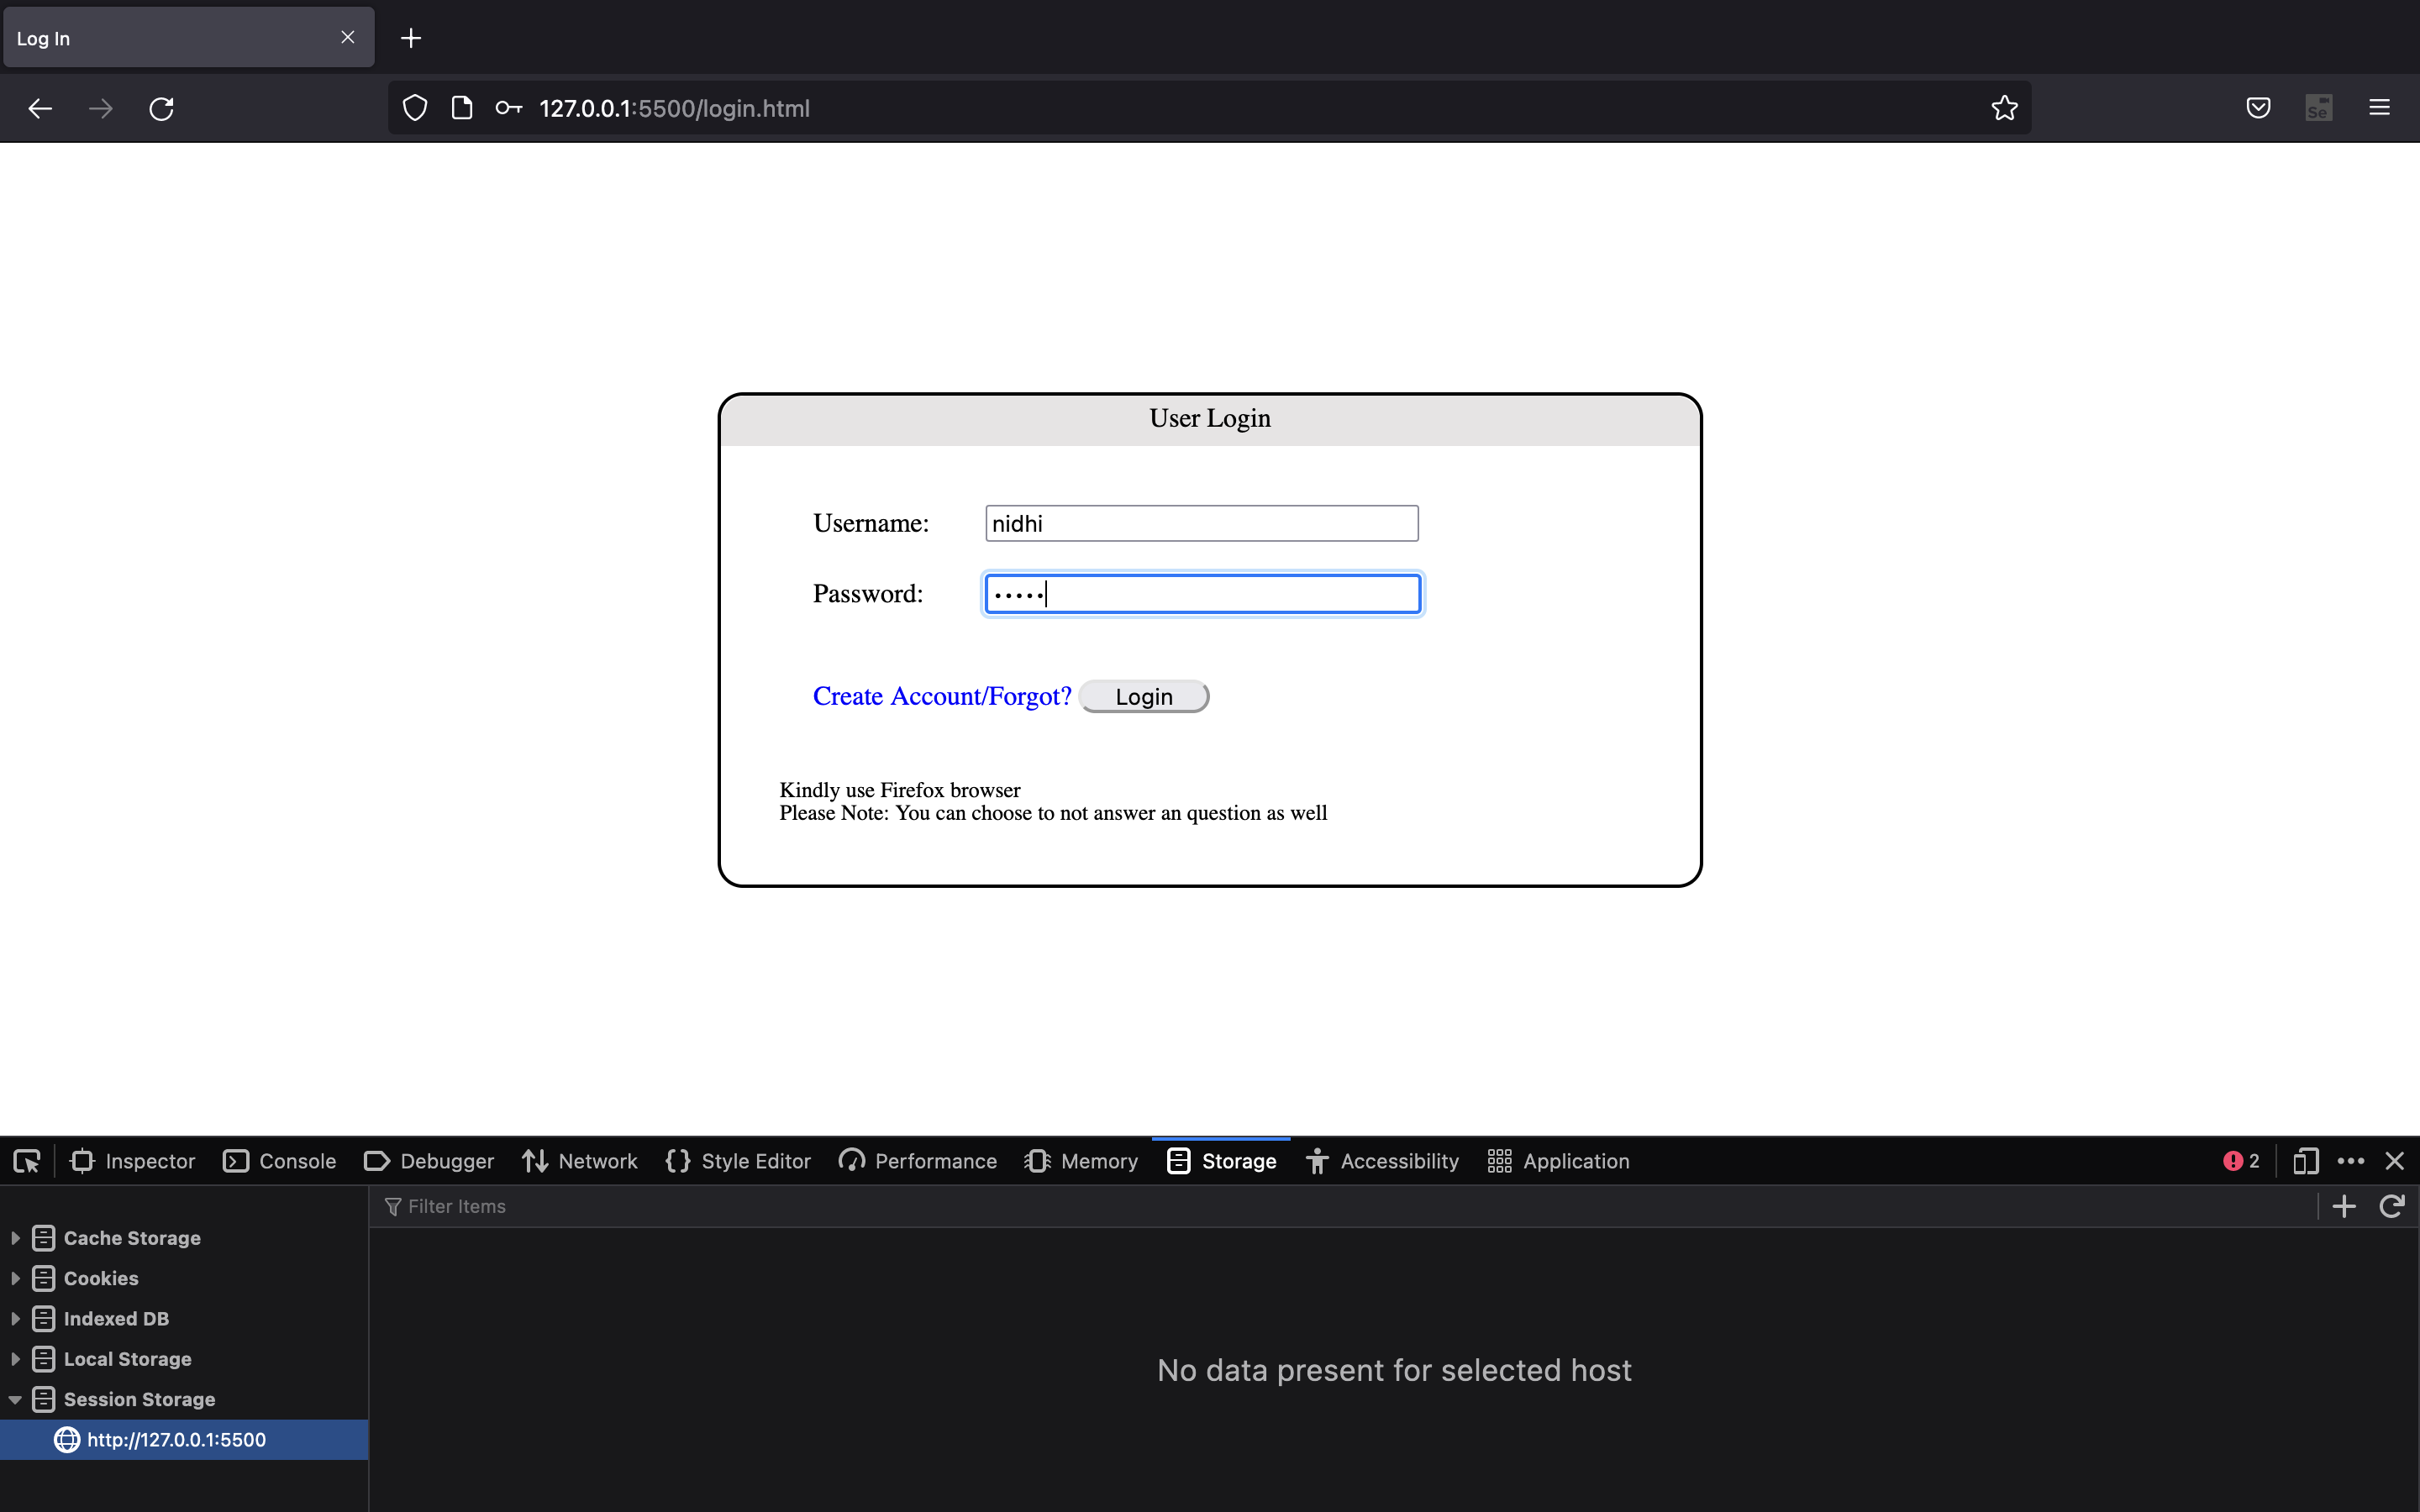 Log In
127.0.0.1:5500/login.html
Se
User Login
Username: nidhi
Password: •••••
Create Account/Forgot? Login
Kindly use Firefox browser
Please Note: You can choose to not answer an question as well
Inspector Console Debugger Network Style Editor Performance Memory Storage Accessibility Application 2
Filter Items
Cache Storage
Cookies
Indexed DB
Local Storage
Session Storage
http://127.0.0.1:5500
No data present for selected host